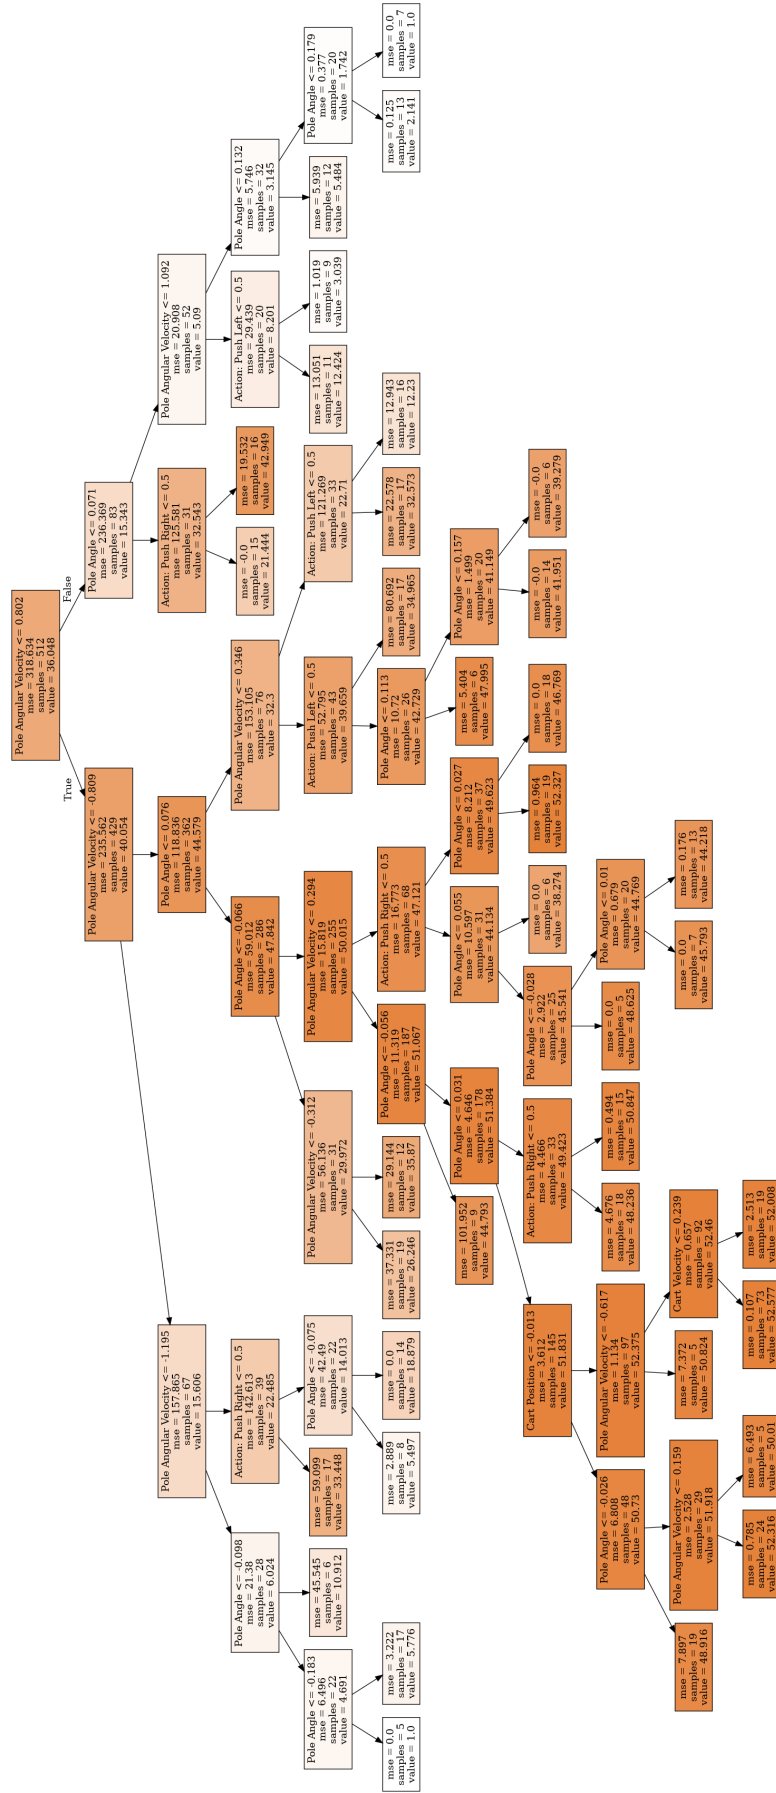 Pole Angular Velocity <= 0.802
mse = 318.634
samples = 512
value = 36.048
True
False
Pole Angular Velocity <= -0.809
mse = 235.562
samples = 429
value = 40.054
Pole Angle <= 0.071
mse = 236.369
samples = 83
value = 15.343
Pole Angular Velocity <= -1.195
mse = 157.865
samples = 67
value = 15.606
Pole Angle <= 0.076
mse = 118.836
samples = 362
value = 44.579
Action: Push Right <= 0.5
mse = 125.581
samples = 31
value = 32.543
Pole Angular Velocity <= 1.092
mse = 20.908
samples = 52
value = 5.09
Pole Angle <= -0.098
mse = 21.38
samples = 28
value = 6.024
Action: Push Right <= 0.5
mse = 142.613
samples = 39
value = 22.485
Pole Angle <= -0.066
mse = 59.012
samples = 286
value = 47.842
Pole Angular Velocity <= 0.346
mse = 153.105
samples = 76
value = 32.3
mse = -0.0
samples = 15
value = 21.444
mse = 19.532
samples = 16
value = 42.949
Action: Push Left <= 0.5
mse = 29.439
samples = 20
value = 8.201
Pole Angle <= 0.132
mse = 5.746
samples = 32
value = 3.145
Pole Angle <= -0.183
mse = 6.496
samples = 22
value = 4.691
mse = 45.545
samples = 6
value = 10.912
mse = 59.099
samples = 17
value = 33.448
Pole Angle <= -0.075
mse = 42.49
samples = 22
value = 14.013
Pole Angular Velocity <= -0.312
mse = 56.136
samples = 31
value = 29.972
Pole Angular Velocity <= 0.294
mse = 15.819
samples = 255
value = 50.015
Action: Push Left <= 0.5
mse = 52.795
samples = 43
value = 39.659
Action: Push Left <= 0.5
mse = 121.269
samples = 33
value = 22.71
mse = 13.051
samples = 11
value = 12.424
mse = 1.019
samples = 9
value = 3.039
mse = 5.939
samples = 12
value = 5.484
Pole Angle <= 0.179
mse = 0.377
samples = 20
value = 1.742
mse = 0.0
samples = 5
value = 1.0
mse = 3.222
samples = 17
value = 5.776
mse = 2.889
samples = 8
value = 5.497
mse = 0.0
samples = 14
value = 18.879
mse = 37.331
samples = 19
value = 26.246
mse = 29.144
samples = 12
value = 35.87
Pole Angle <= -0.056
mse = 11.319
samples = 187
value = 51.067
Action: Push Right <= 0.5
mse = 16.773
samples = 68
value = 47.121
Pole Angle <= 0.113
mse = 10.72
samples = 26
value = 42.729
mse = 80.692
samples = 17
value = 34.965
mse = 22.578
samples = 17
value = 32.573
mse = 12.943
samples = 16
value = 12.23
mse = 0.125
samples = 13
value = 2.141
mse = 0.0
samples = 7
value = 1.0
mse = 101.952
samples = 9
value = 44.793
Pole Angle <= 0.031
mse = 4.646
samples = 178
value = 51.384
Pole Angle <= 0.055
mse = 10.597
samples = 31
value = 44.134
Pole Angle <= 0.027
mse = 8.212
samples = 37
value = 49.623
mse = 5.404
samples = 6
value = 47.995
Pole Angle <= 0.157
mse = 1.499
samples = 20
value = 41.149
Cart Position <= -0.013
mse = 3.612
samples = 145
value = 51.831
Action: Push Right <= 0.5
mse = 4.466
samples = 33
value = 49.423
Pole Angle <= -0.028
mse = 2.922
samples = 25
value = 45.541
mse = 0.0
samples = 6
value = 38.274
mse = 0.964
samples = 19
value = 52.327
mse = 0.0
samples = 18
value = 46.769
mse = -0.0
samples = 14
value = 41.951
mse = -0.0
samples = 6
value = 39.279
Pole Angle <= -0.026
mse = 6.808
samples = 48
value = 50.73
Pole Angular Velocity <= -0.617
mse = 1.134
samples = 97
value = 52.375
mse = 4.676
samples = 18
value = 48.236
mse = 0.494
samples = 15
value = 50.847
mse = 0.0
samples = 5
value = 48.625
Pole Angle <= 0.01
mse = 0.679
samples = 20
value = 44.769
mse = 7.897
samples = 19
value = 48.916
Pole Angular Velocity <= 0.159
mse = 2.528
samples = 29
value = 51.918
mse = 7.372
samples = 5
value = 50.824
Cart Velocity <= 0.239
mse = 0.657
samples = 92
value = 52.46
mse = 0.0
samples = 7
value = 45.793
mse = 0.176
samples = 13
value = 44.218
mse = 0.785
samples = 24
value = 52.316
mse = 6.493
samples = 5
value = 50.01
mse = 0.107
samples = 73
value = 52.577
mse = 2.513
samples = 19
value = 52.008